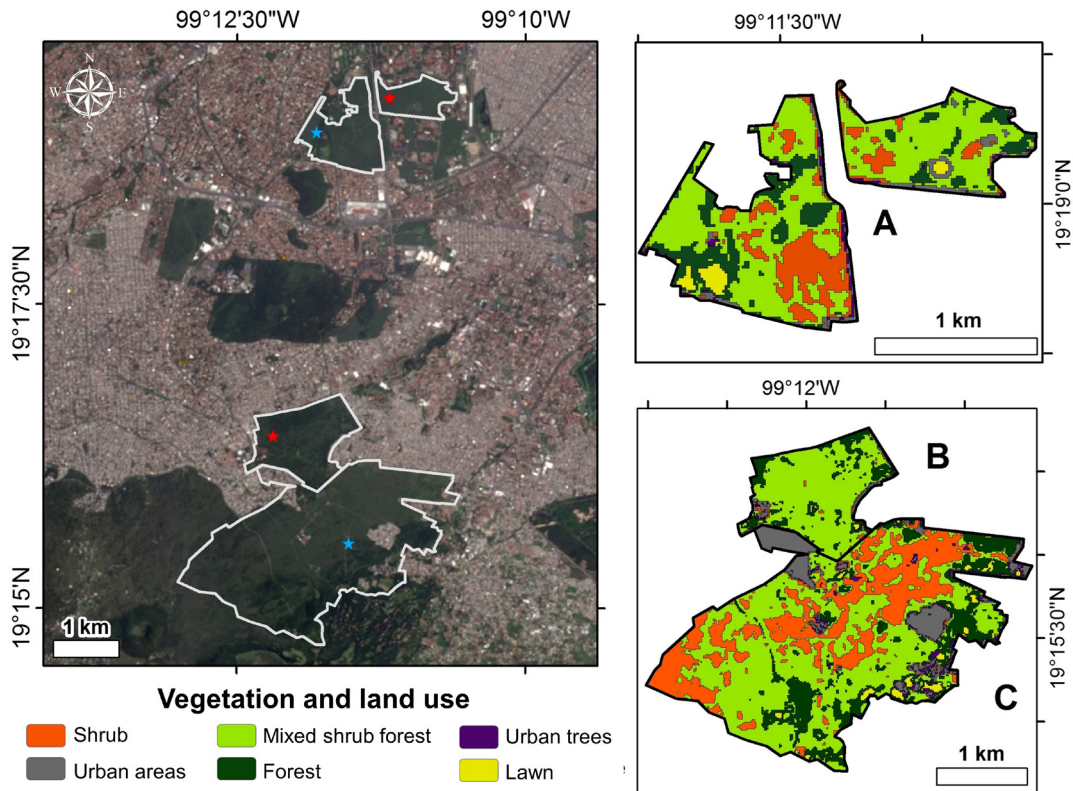 99°12'30"W
99°10'W
N
W E
S
19°17'30"N
19°15'N
1 km
99°11'30"W
A
19°19'0"N
1 km
99°12'W
B
C
19°15'30"N
1 km
Vegetation and land use
Shrub
Mixed shrub forest
Urban trees
Urban areas
Forest
Lawn